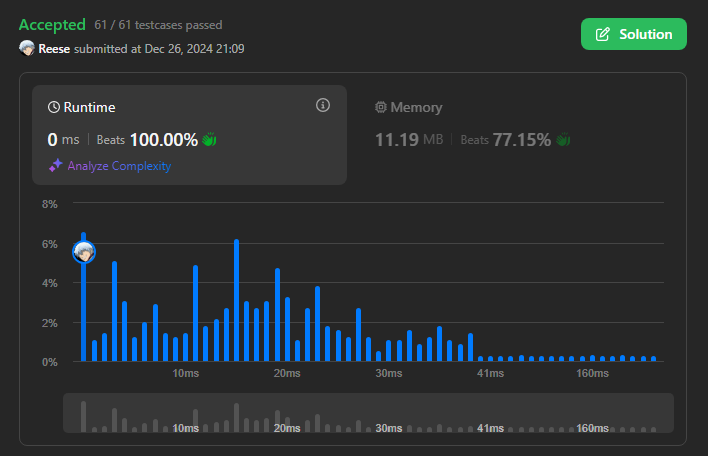 Accepted 61 / 61 testcases passed
Reese submitted at Dec 26, 2024 21:09
Solution
Runtime
0 ms Beats 100.00%
Analyze Complexity
Memory
11.19 MB Beats 77.15%
8%
6%
4%
2%
0%
10ms 20ms 30ms 41ms 160ms
10ms 20ms 30ms 41ms 160ms